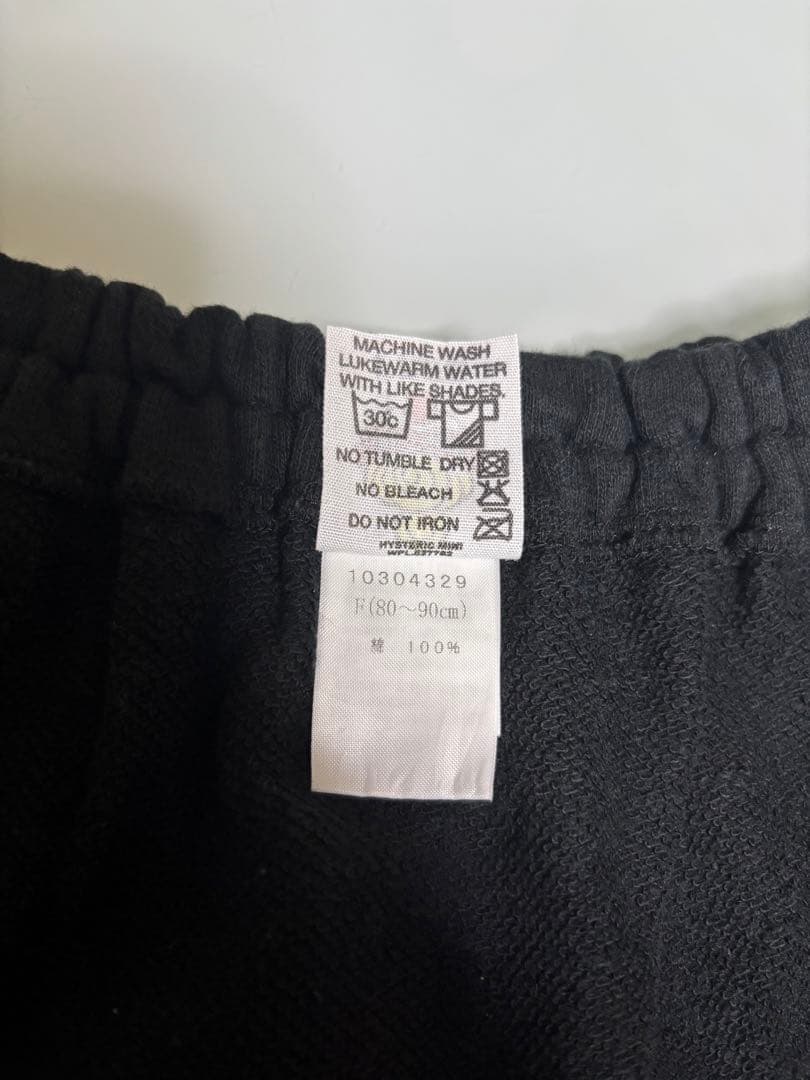 MACHINE WASH
LUKEWARM WATER
WITH LIKE SHADES.
30c
NO TUMBLE DRY
NO BLEACH
DO NOT IRON
HYSTERIC MINI
10304329
F(80〜90cm)
綿 100%